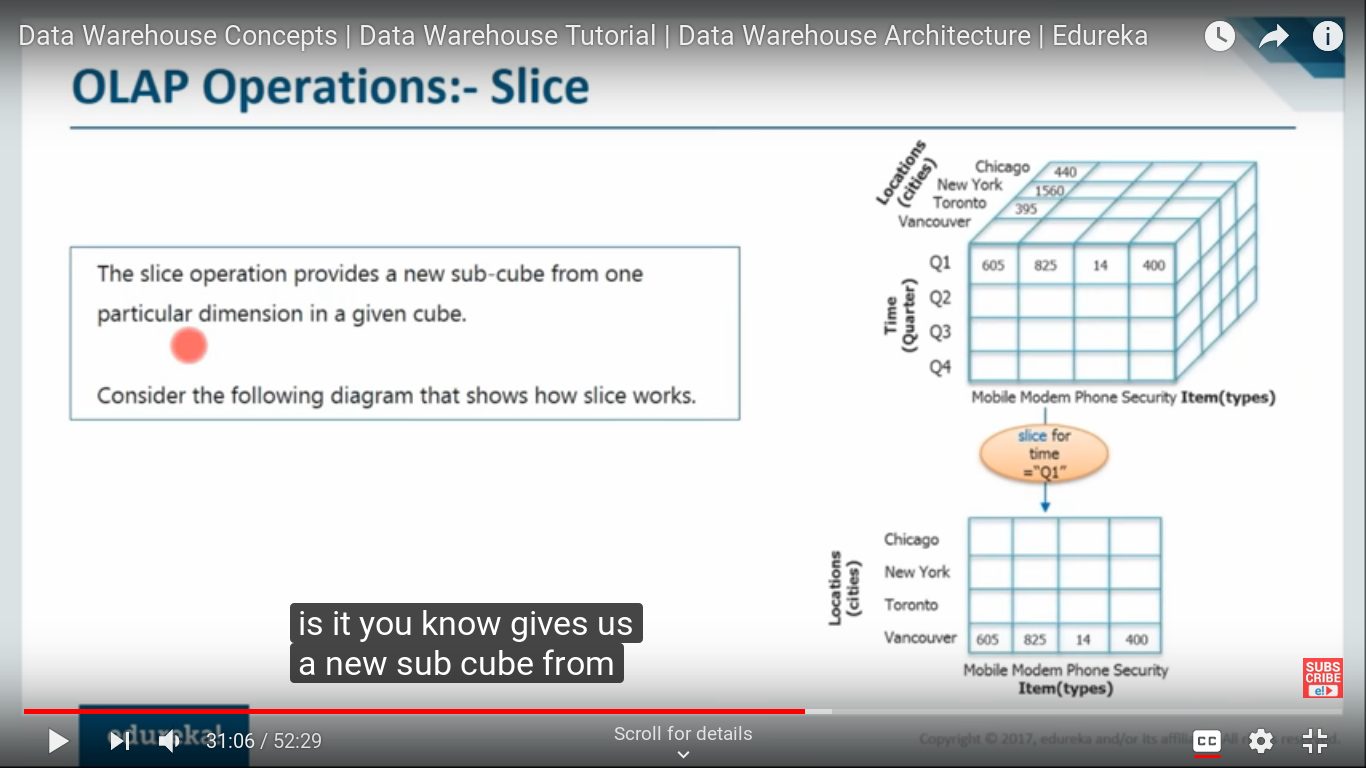 Data Warehouse Concepts | Data Warehouse Tutorial | Data Warehouse Architecture | Edureka
OLAP Operations:- Slice
The slice operation provides a new sub-cube from one
particular dimension in a given cube.
Consider the following diagram that shows how slice works.
Locations
(cities)
Chicago
440
New York
1560
Toronto
395
Vancouver
Time
(Quarter)
Q1
605 825 14 400
Q2
Q3
Q4
Mobile Modem Phone Security Item(types)
slice for
time
="Q1"
Locations
(cities)
Chicago
New York
Toronto
Vancouver
605 825 14 400
Mobile Modem Phone Security
Item(types)
is it you know gives us
a new sub cube from
SUBS
CRIBE
e!
edureka!
31:06 / 52:29
Scroll for details
CC
Copyright © 2017, edureka and/or its All